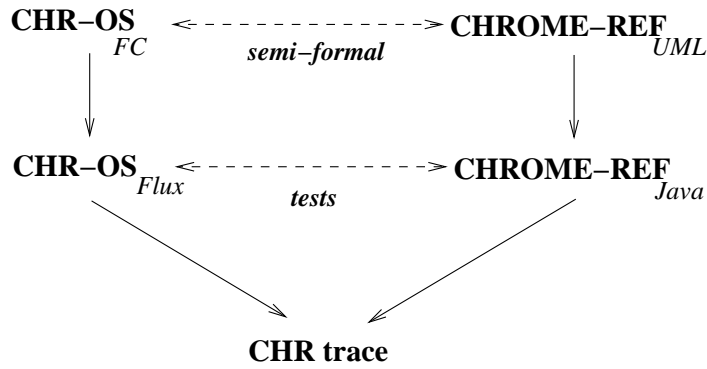 CHR–OS FC CHROME–REF UML
semi–formal
CHR–OS Flux CHROME–REF Java
tests
CHR trace